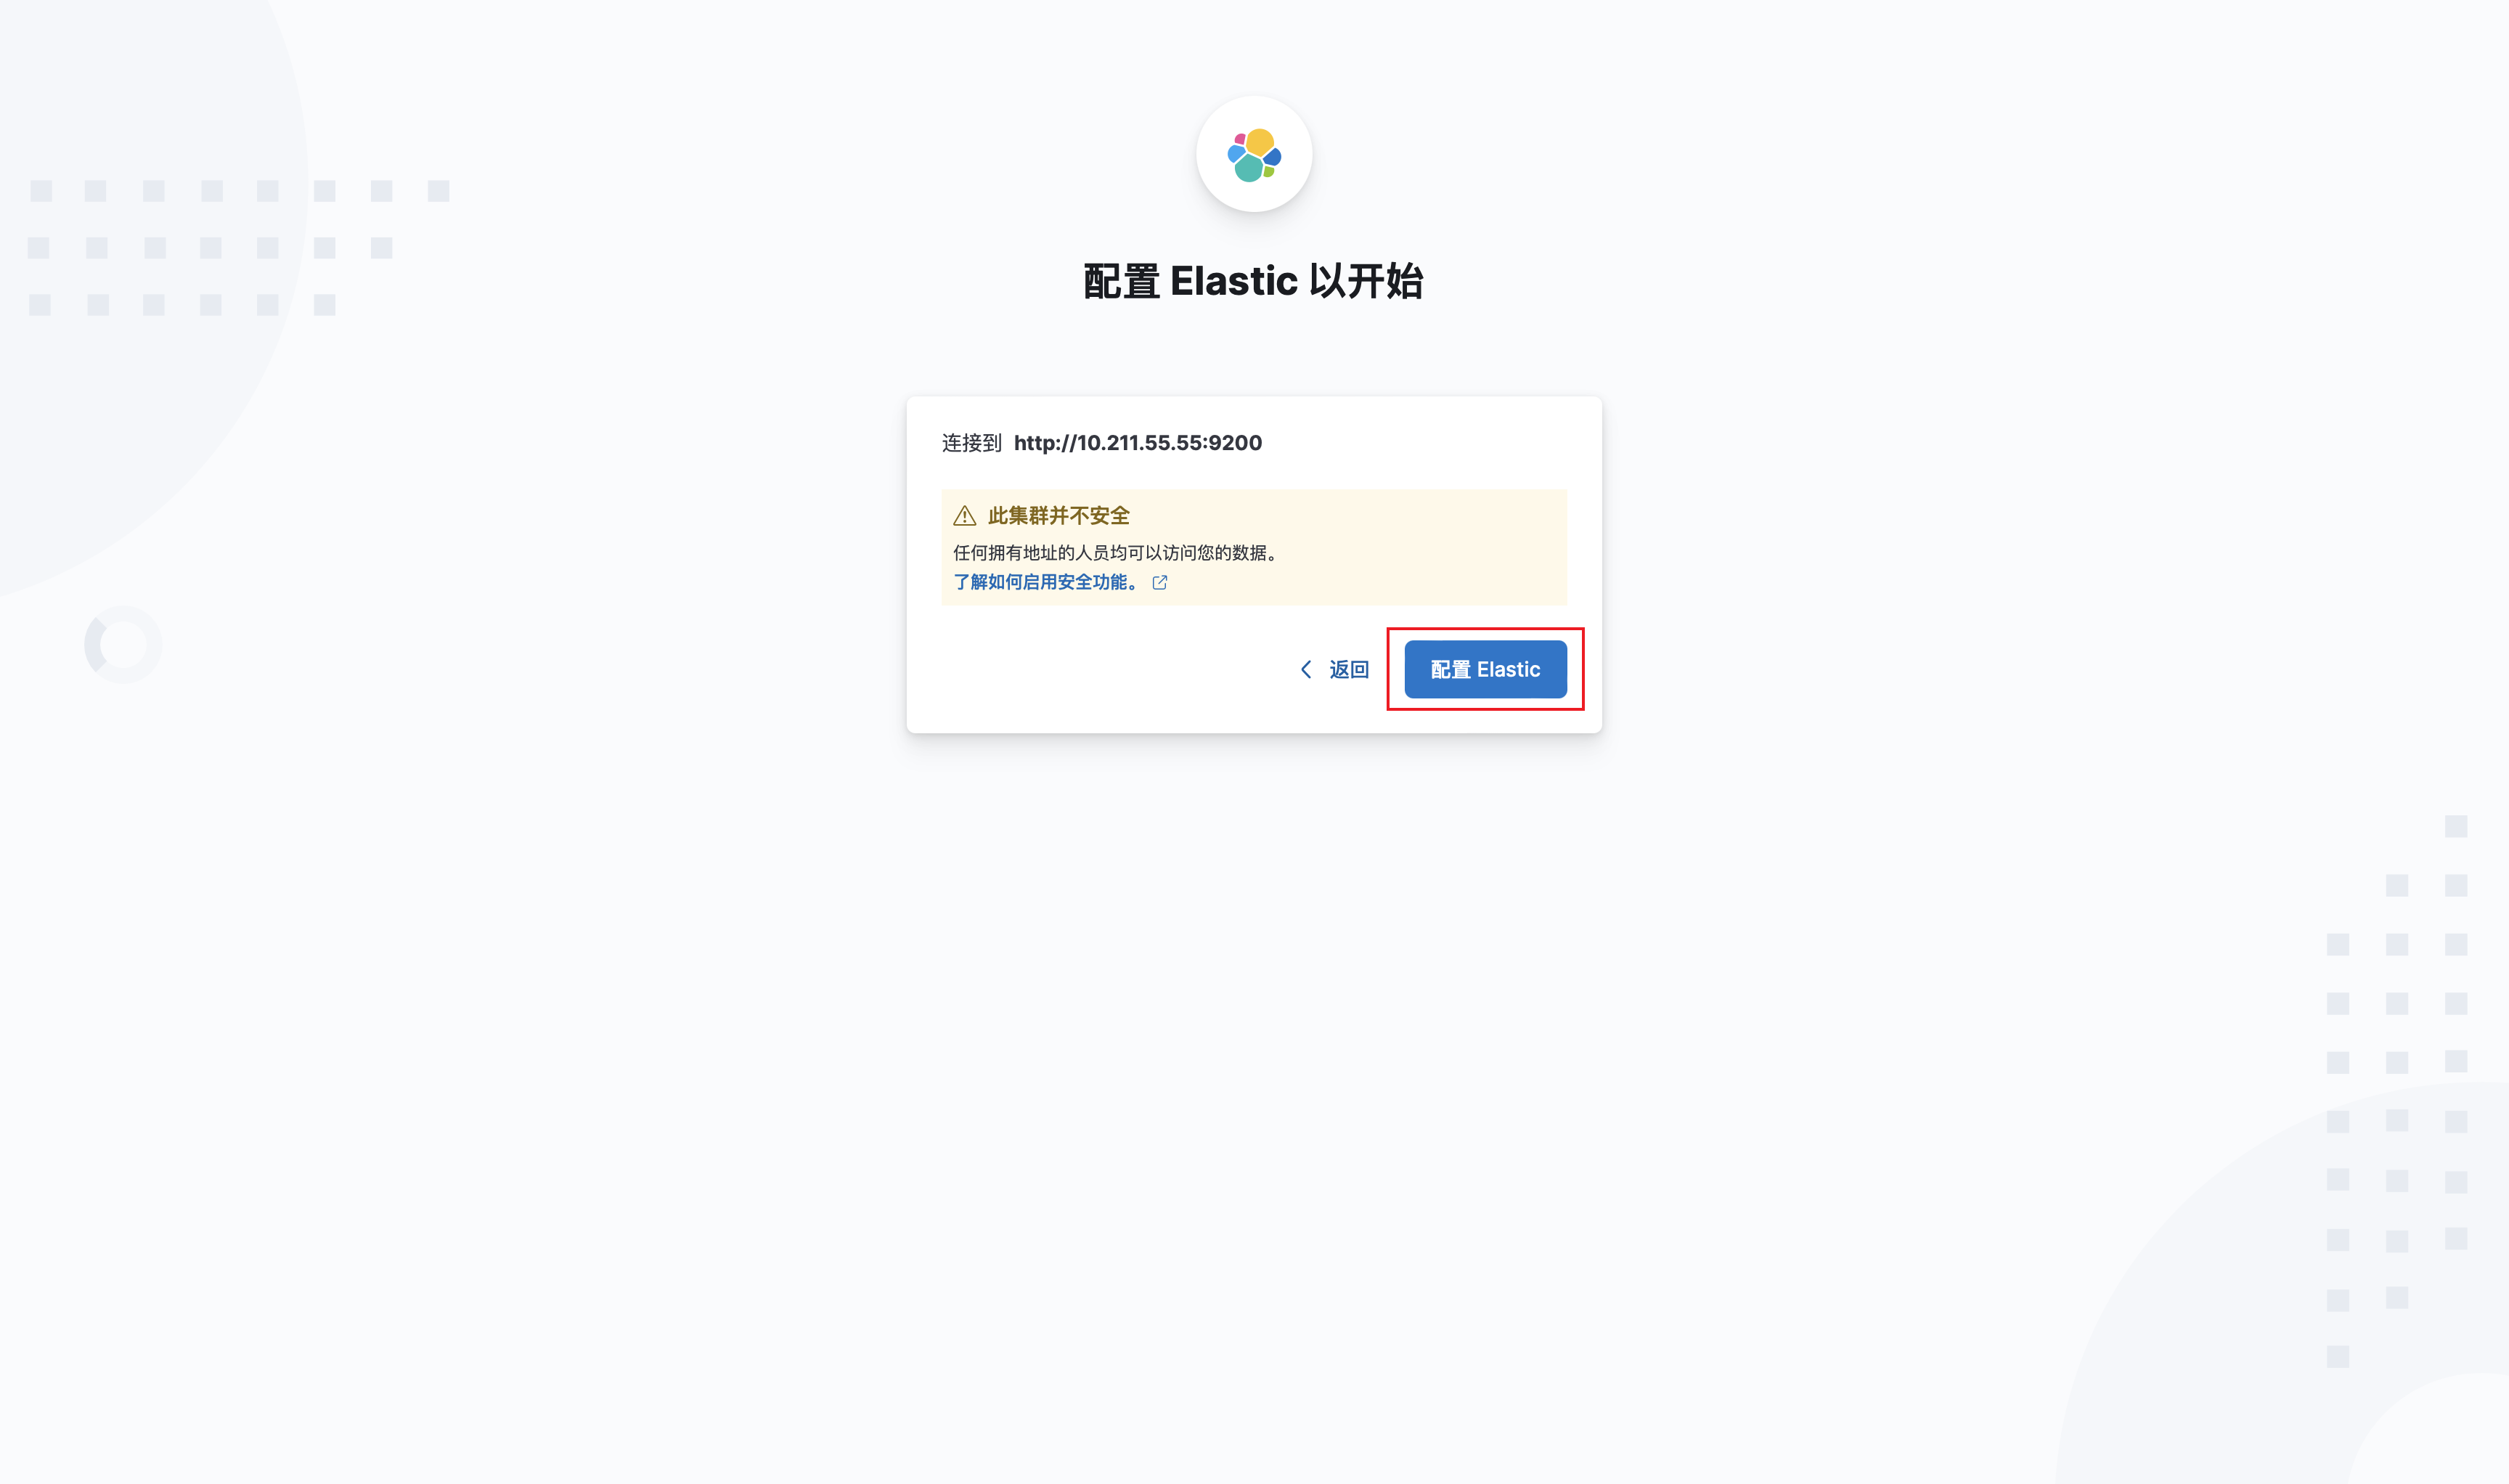 配置 Elastic 以开始
连接到 http://10.211.55.55:9200
此集群并不安全
任何拥有地址的人员均可以访问您的数据。
了解如何启用安全功能。
返回
配置 Elastic